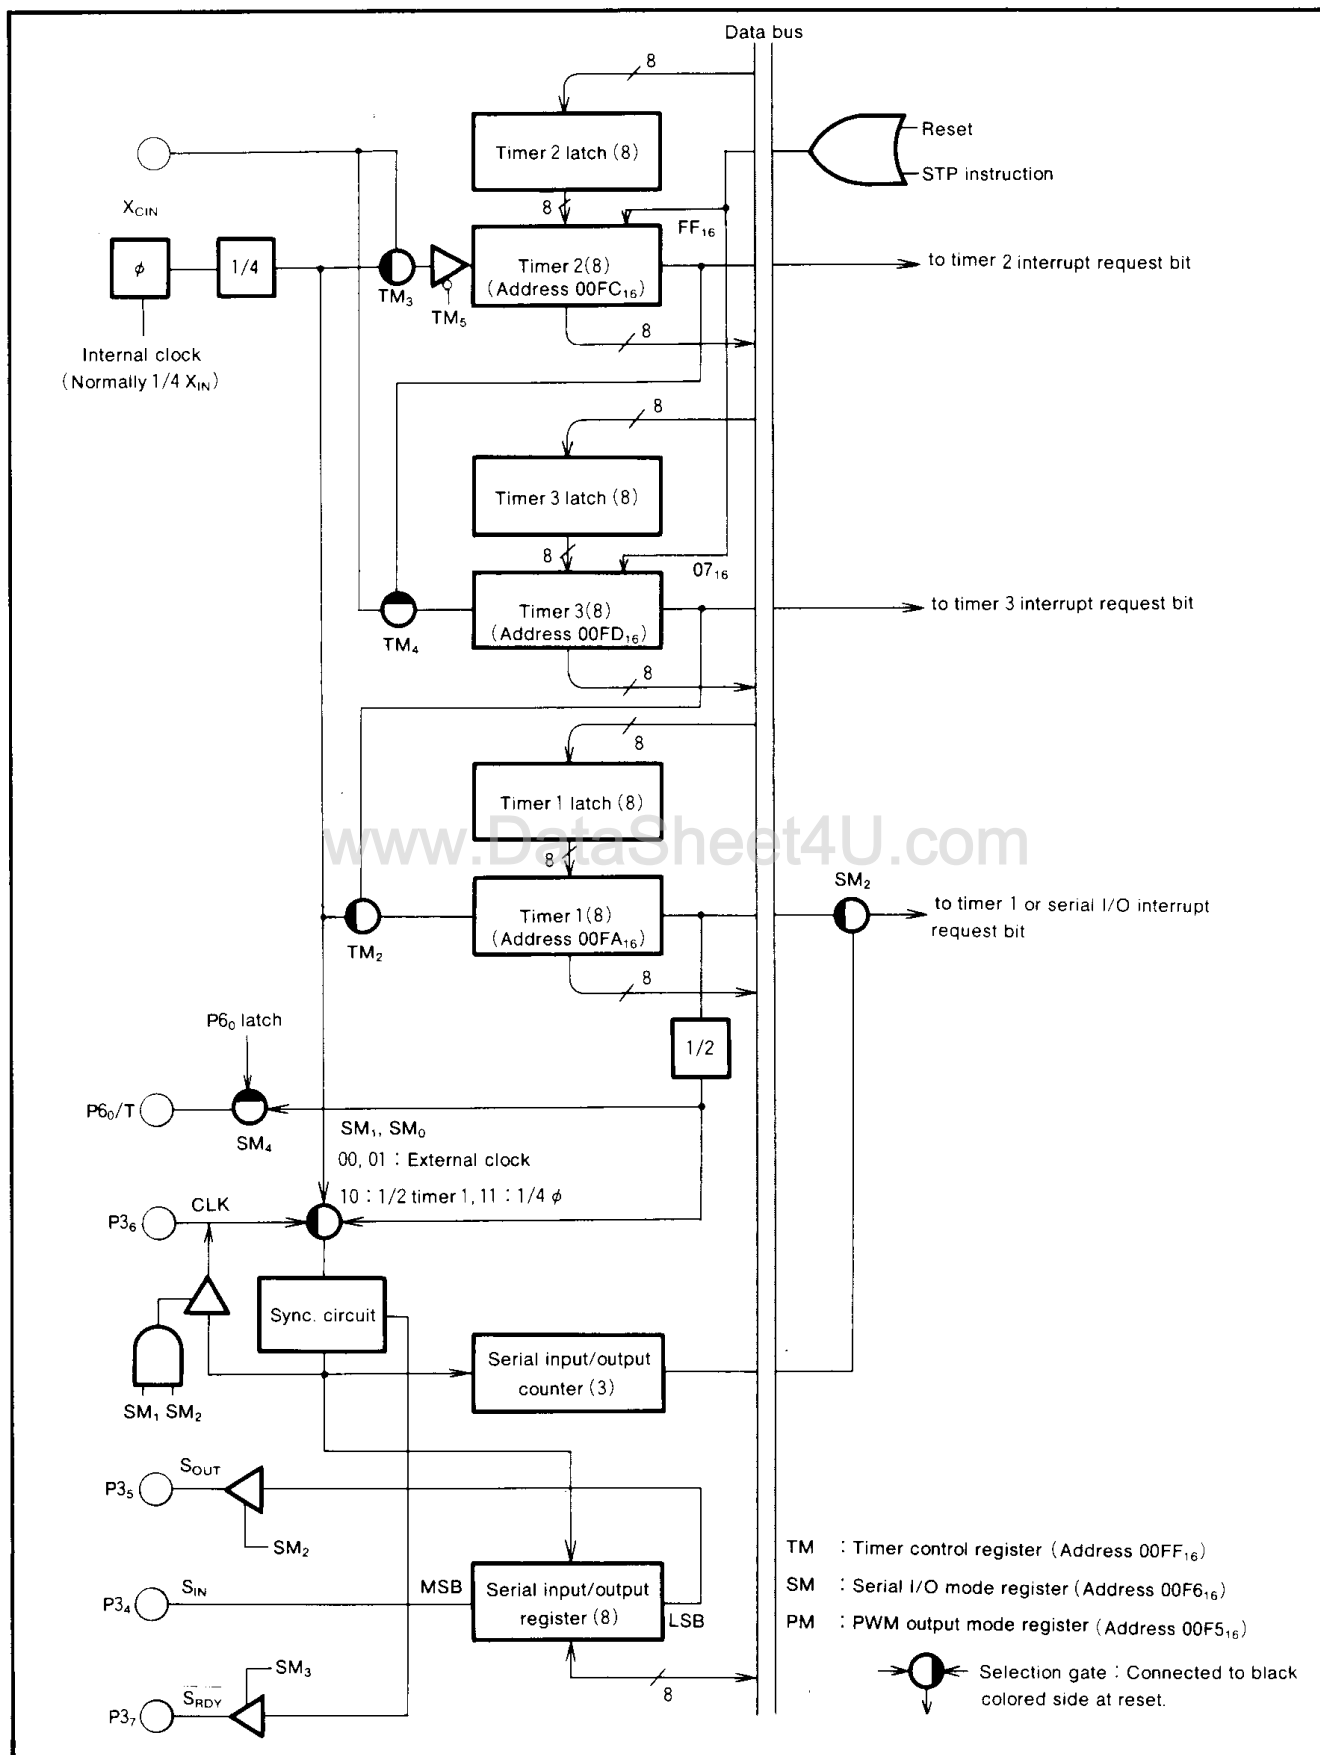 Data bus
8
Timer 2 latch (8)
Reset
STP instruction
X_CIN
8
FF₁₆
φ
1/4
Timer 2(8)
(Address 00FC₁₆)
to timer 2 interrupt request bit
TM₃
TM₅
8
Internal clock
(Normally 1/4 X_IN)
8
Timer 3 latch (8)
8
07₁₆
Timer 3(8)
(Address 00FD₁₆)
to timer 3 interrupt request bit
TM₄
8
8
Timer 1 latch (8)
www.DataSheet4U.com
8
SM₂
Timer 1(8)
(Address 00FA₁₆)
to timer 1 or serial I/O interrupt
request bit
TM₂
8
P6₀ latch
1/2
P6₀/T
SM₄
SM₁, SM₀
00, 01 : External clock
10 : 1/2 timer 1, 11 : 1/4 φ
CLK
P3₆
Sync. circuit
Serial input/output
counter (3)
SM₁ SM₂
S_OUT
P3₅
SM₂
S_IN
P3₄
MSB
Serial input/output
register (8)
LSB
8
SM₃
S̅_R̅D̅Y̅
P3₇
TM : Timer control register (Address 00FF₁₆)
SM : Serial I/O mode register (Address 00F6₁₆)
PM : PWM output mode register (Address 00F5₁₆)
Selection gate : Connected to black
colored side at reset.